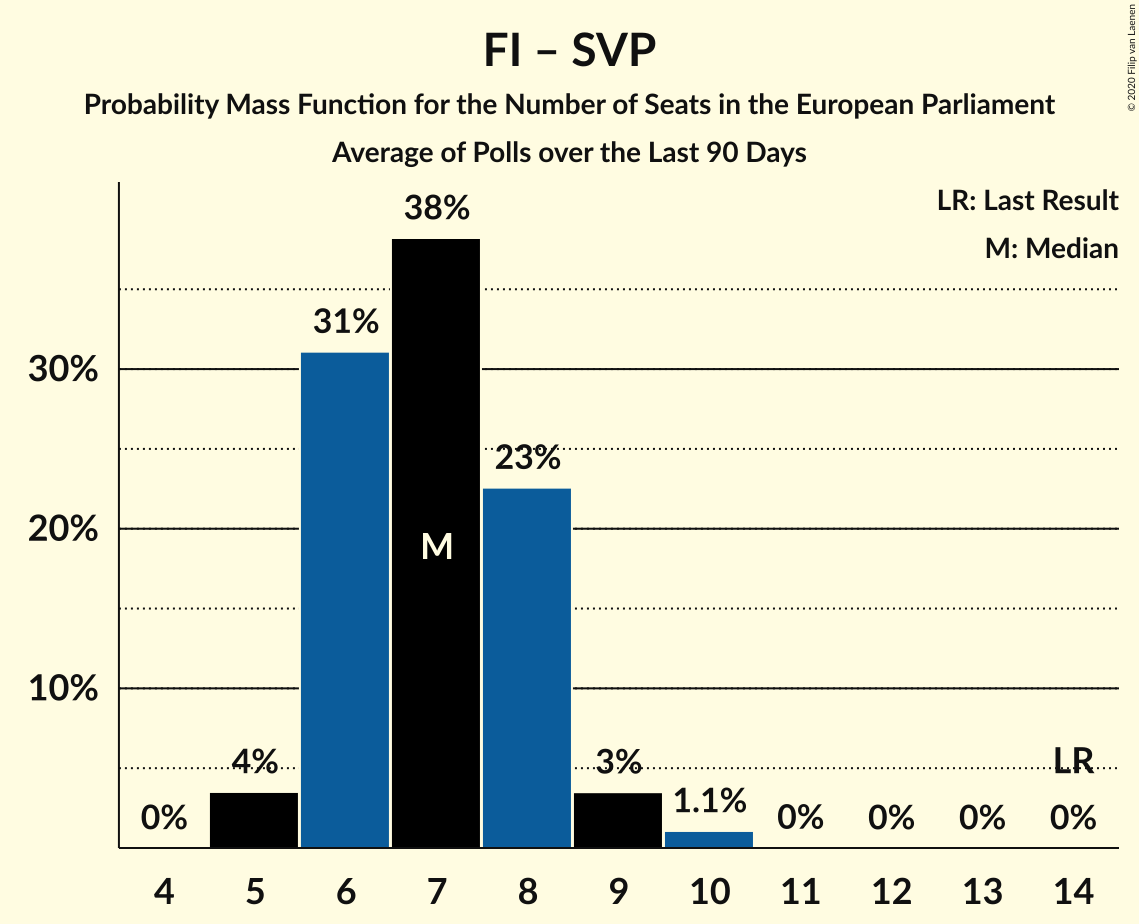 FI – SVP
Probability Mass Function for the Number of Seats in the European Parliament
Average of Polls over the Last 90 Days
© 2020 Filip van Laenen
LR: Last Result
M: Median
38%
31%
30%
23%
20%
M
10%
4%
3%
LR
1.1%
0%
0%
0%
0%
0%
4 5 6 7 8 9 10 11 12 13 14